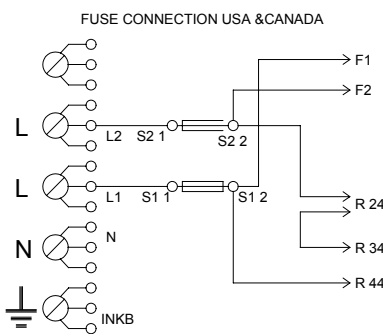 FUSE CONNECTION USA &CANADA
F1
F2
L
L2 S2 1 S2 2
L
L1 S1 1 S1 2
R 24
N N
R 34
R 44
INKB